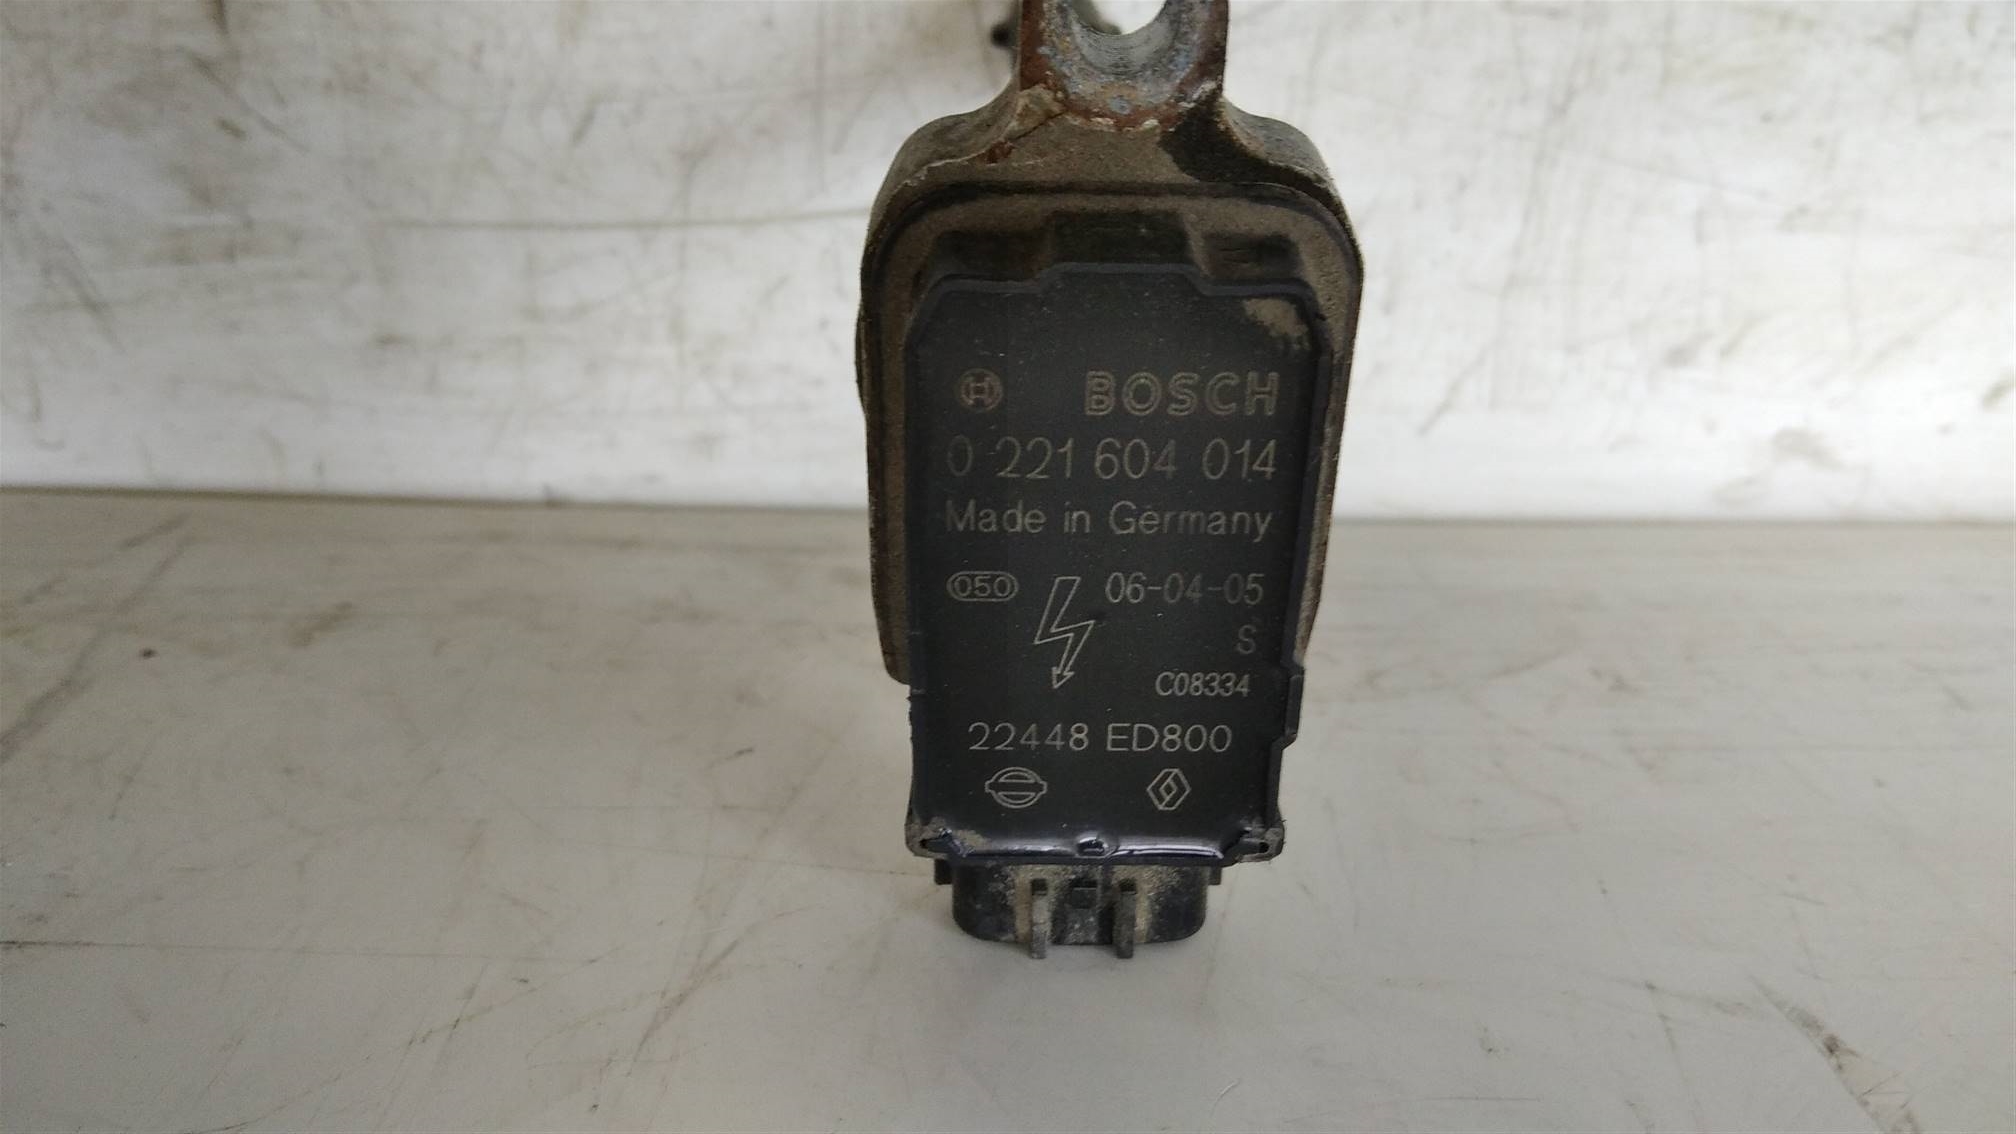 BOSCH
0 221 604 014
Made in Germany
050 06-04-05
S
C08334
22448 ED800